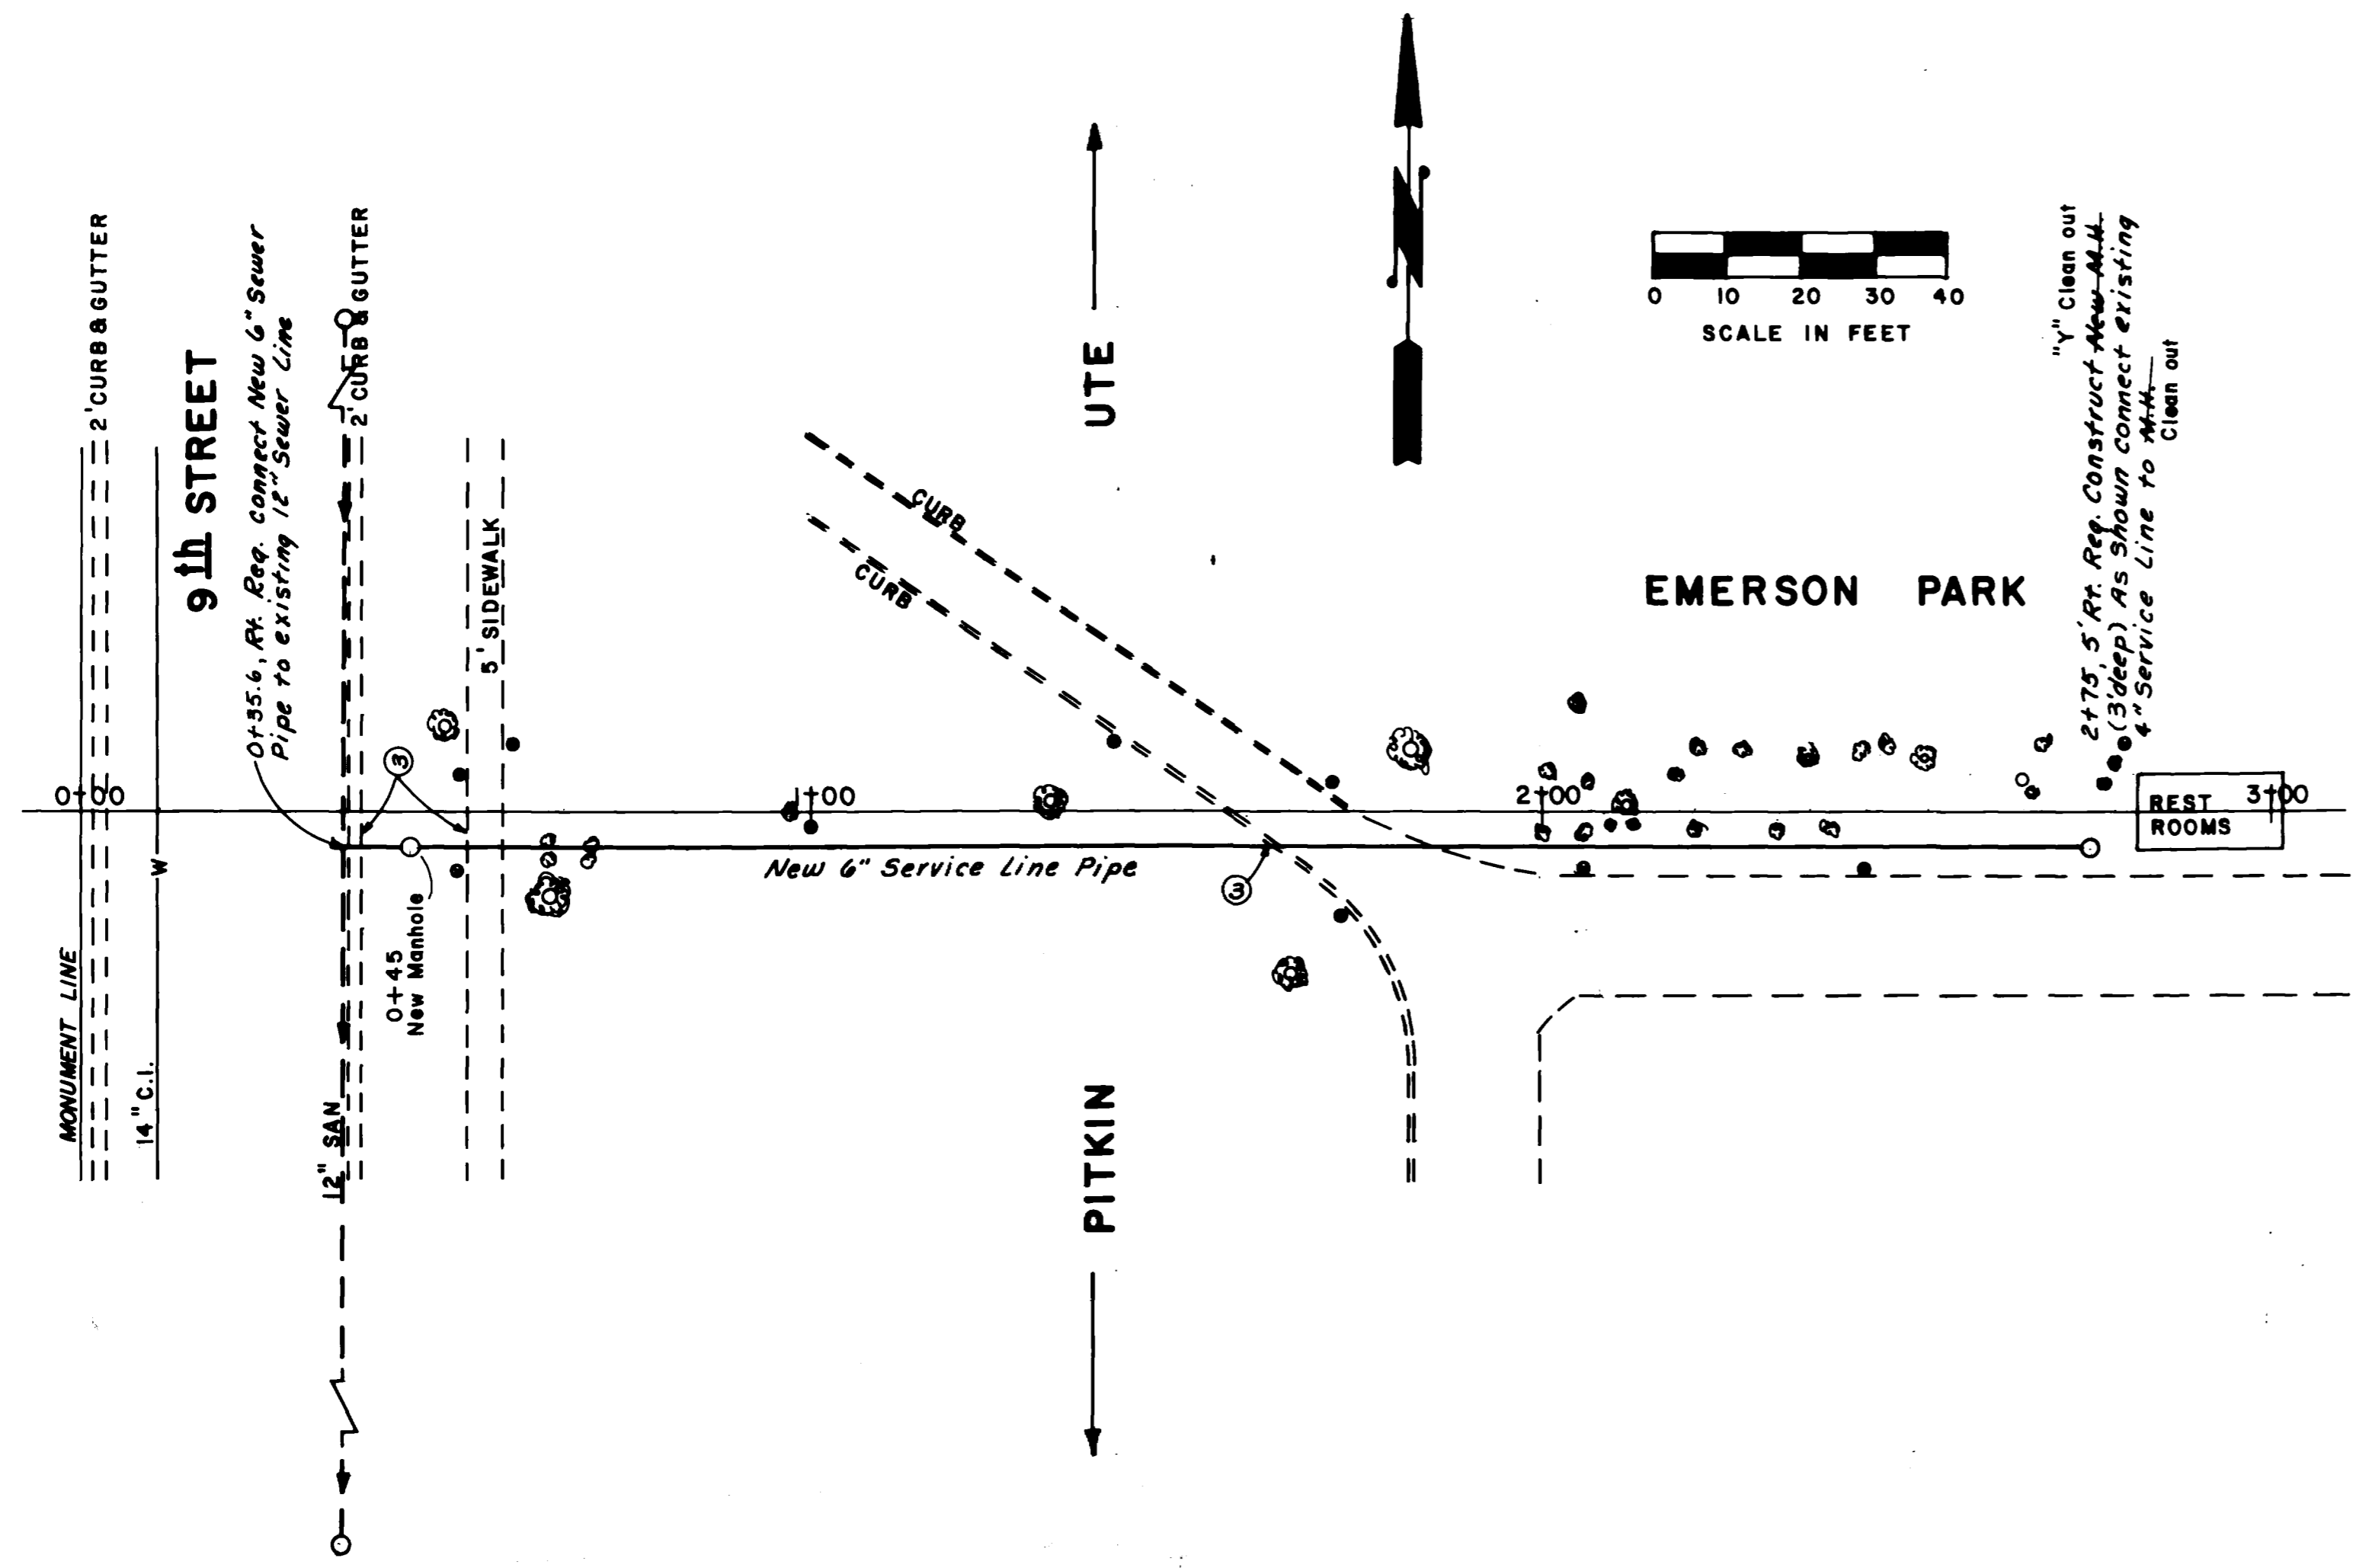 2' CURB & GUTTER
9th STREET
0+35.6, Rt. Req. connect New 6" sewer
Pipe to existing 12" Sewer Line
2' CURB & GUTTER
5' SIDEWALK
UTE
N
0 10 20 30 40
SCALE IN FEET
"Y" Clean out
2+75, 5' Rt. Req. Construct New M.H.
(3' deep) As shown connect existing
4" Service Line to M.H.
Clean out
CURB
CURB
EMERSON PARK
3
0+00
1+00
2+00
3+00
REST
ROOMS
W
New 6" Service Line Pipe
3
0+45
New Manhole
MONUMENT LINE
14" C.I.
12" SAN
PITKIN